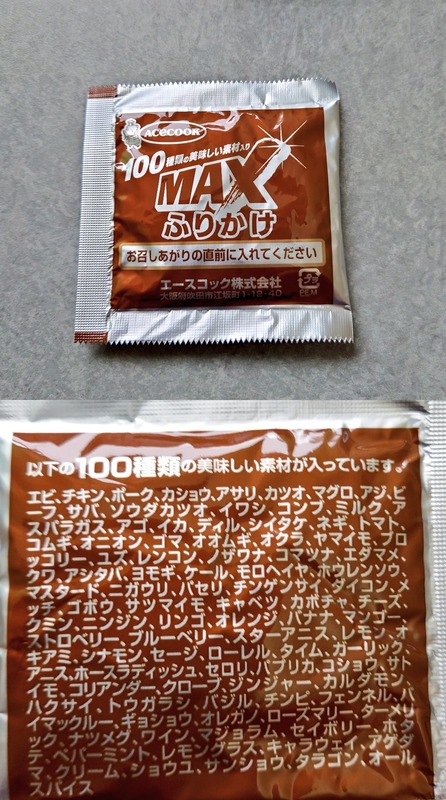 ACECOOK
100種類の美味しい素材入り
MAX
ふりかけ
お召しあがりの直前に入れてください
エースコック株式会社
大阪府吹田市江坂町1-12-40
プラ
PE,M
以下の100種類の美味しい素材が入っています。
エビ、チキン、ポーク、カショウ、アサリ、カツオ、マグロ、アジ、ビ
ーフ、サバ、ソウダカツオ、イワシ、コンブ、ミルク、ア
スパラガス、アゴ、イカ、ディル、シイタケ、ネギ、トマト、
コムギ、オニオン、ゴマ、オオムギ、オクラ、ヤマイモ、ブロ
ッコリー、ユズ、レンコン、ノザワナ、コマツナ、エダマメ、
クワ、アシタバ、ヨモギ、ケール、モロヘイヤ、ホウレンソウ、
マスタード、ニガウリ、パセリ、チンゲンサイ、ダイコン、メ
ッチ、ゴボウ、サツマイモ、キャベツ、カボチャ、チーズ、
クミン、ニンジン、リンゴ、オレンジ、バナナ、マンゴー、
ストロベリー、ブルーベリー、スターアニス、レモン、オ
キアミ、シナモン、セージ、ローレル、タイム、ガーリック、
アニス、ホースラディッシュ、セロリ、パプリカ、コショウ、サト
イモ、コリアンダー、クローブ、ジンジャー、カルダモン、
ハクサイ、トウガラシ、バジル、チンピ、フェンネル、バ
イマックルー、ギョショウ、オレガノ、ローズマリー、ターメリ
ック、ナツメグ、ワイン、マジョラム、セイボリー、ホタ
テ、ペパーミント、レモングラス、キャラウェイ、アゲダ
マ、クリーム、ショウユ、サンショウ、タラゴン、オール
スパイス